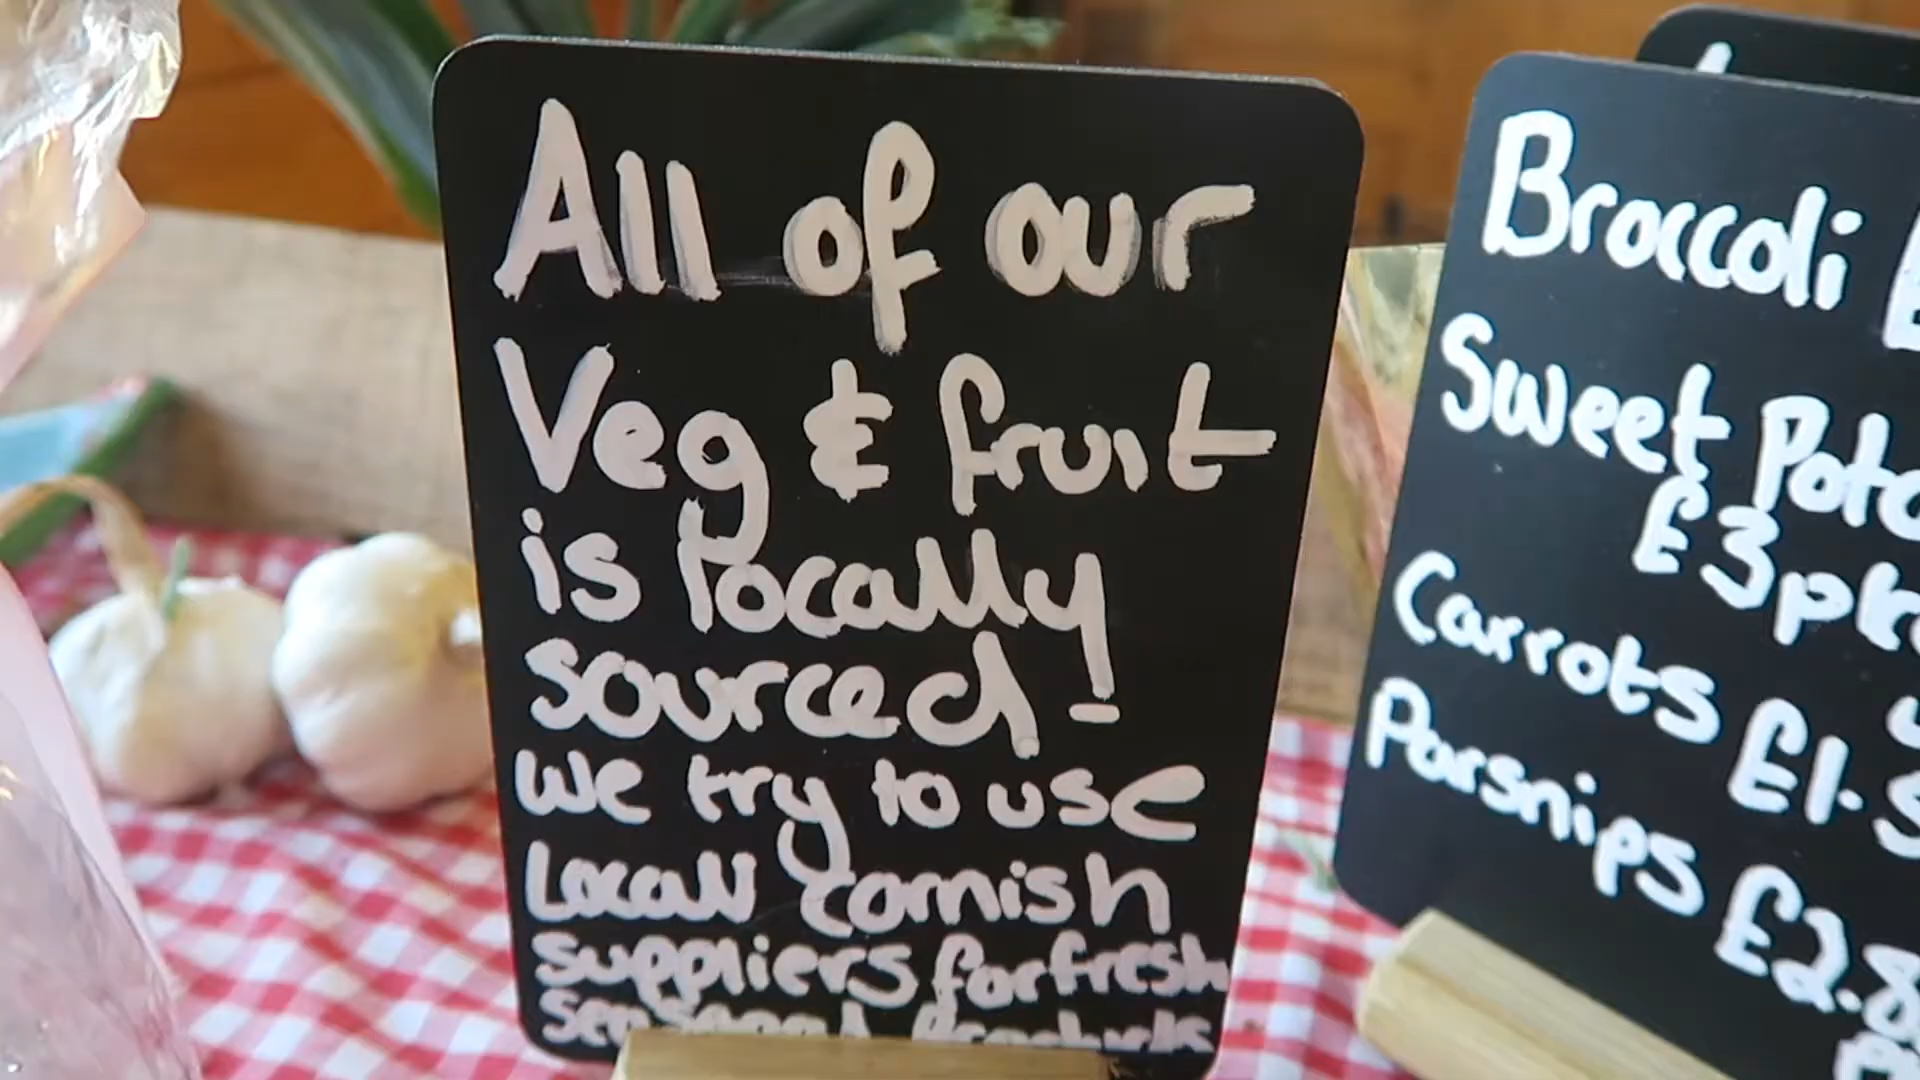 All of our
Veg & fruit
is locally
sourced!
we try to use
Local cornish
suppliers for fresh
Broccoli
Sweet
£3
Carrots £1.
Parsnips £2.